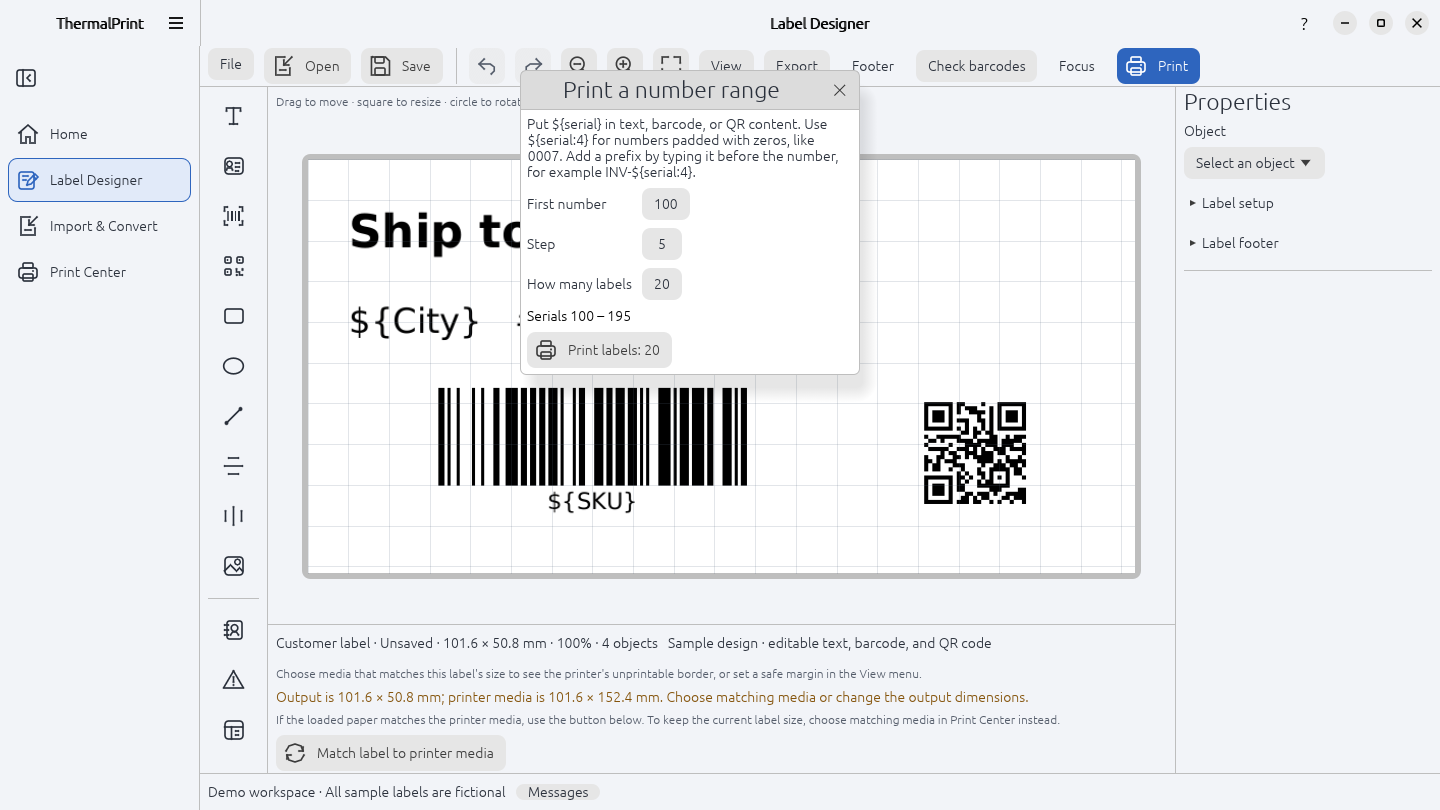 ThermalPrint
Label Designer
?
Home
Label Designer
Import & Convert
Print Center
File
Open
Save
View
Export
Footer
Check barcodes
Focus
Print
Drag to move · square to resize · circle to rotat
Print a number range
Put ${serial} in text, barcode, or QR content. Use
${serial:4} for numbers padded with zeros, like
0007. Add a prefix by typing it before the number,
for example INV-${serial:4}.
First number 100
Step 5
How many labels 20
Serials 100 – 195
Print labels: 20
Ship to
${City}
${SKU}
Properties
Object
Select an object
Label setup
Label footer
Customer label · Unsaved · 101.6 × 50.8 mm · 100% · 4 objects Sample design · editable text, barcode, and QR code
Choose media that matches this label's size to see the printer's unprintable border, or set a safe margin in the View menu.
Output is 101.6 × 50.8 mm; printer media is 101.6 × 152.4 mm. Choose matching media or change the output dimensions.
If the loaded paper matches the printer media, use the button below. To keep the current label size, choose matching media in Print Center instead.
Match label to printer media
Demo workspace · All sample labels are fictional Messages